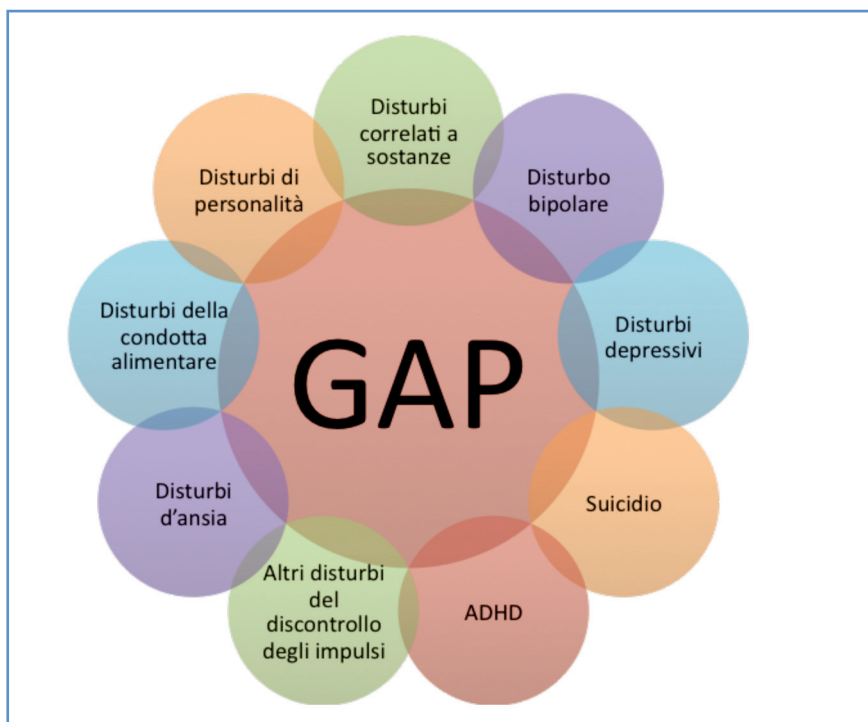 Disturbi
correlati a
sostanze
Disturbo
bipolare
Disturbi
depressivi
Suicidio
ADHD
Altri disturbi
del
discontrollo
degli impulsi
Disturbi
d'ansia
Disturbi della
condotta
alimentare
Disturbi di
personalità
GAP